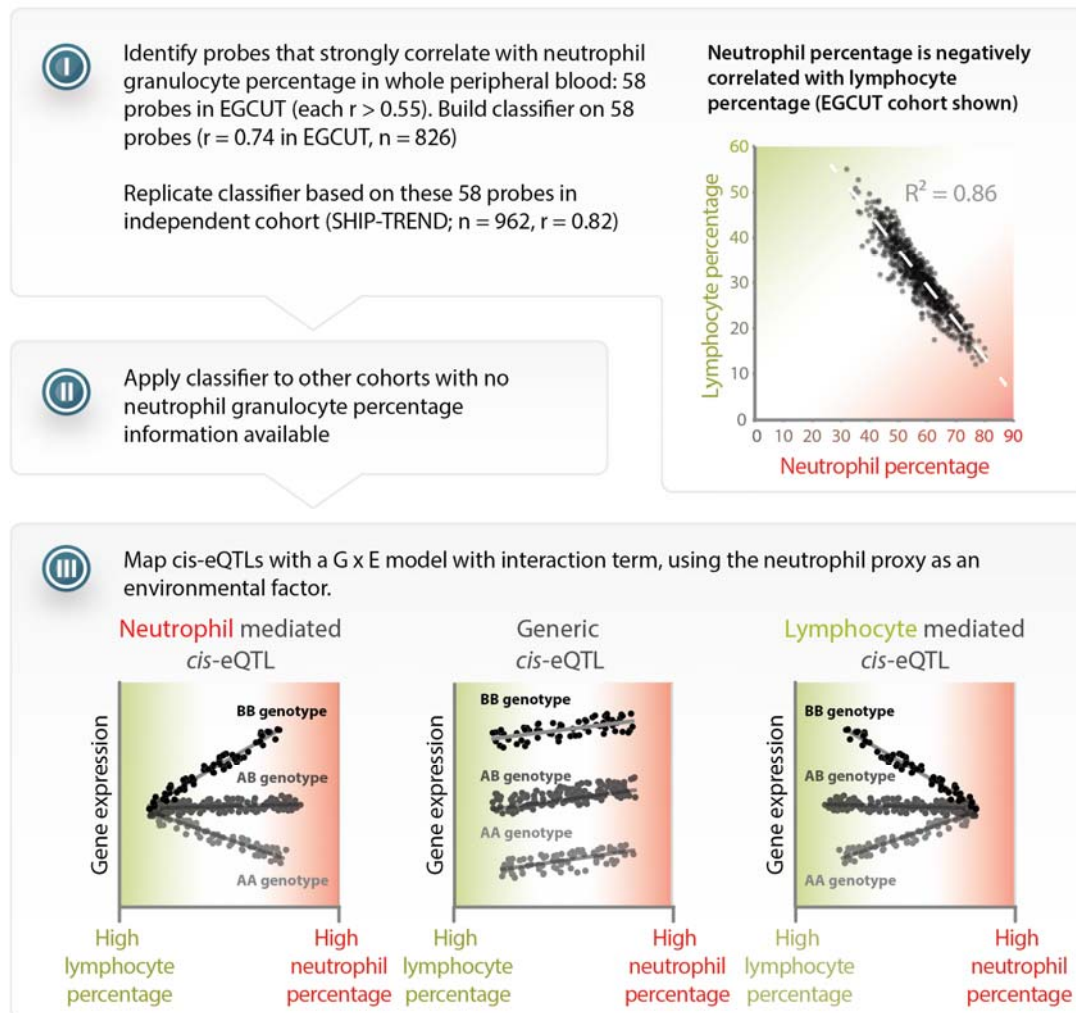 I
Identify probes that strongly correlate with neutrophil
granulocyte percentage in whole peripheral blood: 58
probes in EGCUT (each r > 0.55). Build classifier on 58
probes (r = 0.74 in EGCUT, n = 826)
Replicate classifier based on these 58 probes in
independent cohort (SHIP-TREND; n = 962, r = 0.82)
Neutrophil percentage is negatively
correlated with lymphocyte
percentage (EGCUT cohort shown)
60
50
40
30
20
10
0
Lymphocyte percentage
R² = 0.86
0 10 20 30 40 50 60 70 80 90
Neutrophil percentage
II
Apply classifier to other cohorts with no
neutrophil granulocyte percentage
information available
III
Map cis-eQTLs with a G x E model with interaction term, using the neutrophil proxy as an
environmental factor.
Neutrophil mediated
cis-eQTL
Gene expression
BB genotype
AB genotype
AA genotype
High
lymphocyte
percentage
High
neutrophil
percentage
Generic
cis-eQTL
Gene expression
BB genotype
AB genotype
AA genotype
High
lymphocyte
percentage
High
neutrophil
percentage
Lymphocyte mediated
cis-eQTL
Gene expression
BB genotype
AB genotype
AA genotype
High
lymphocyte
percentage
High
neutrophil
percentage